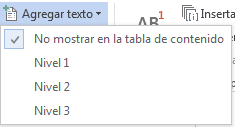 Agregar texto
AB¹
Inserta
No mostrar en la tabla de contenido
Nivel 1
Nivel 2
Nivel 3